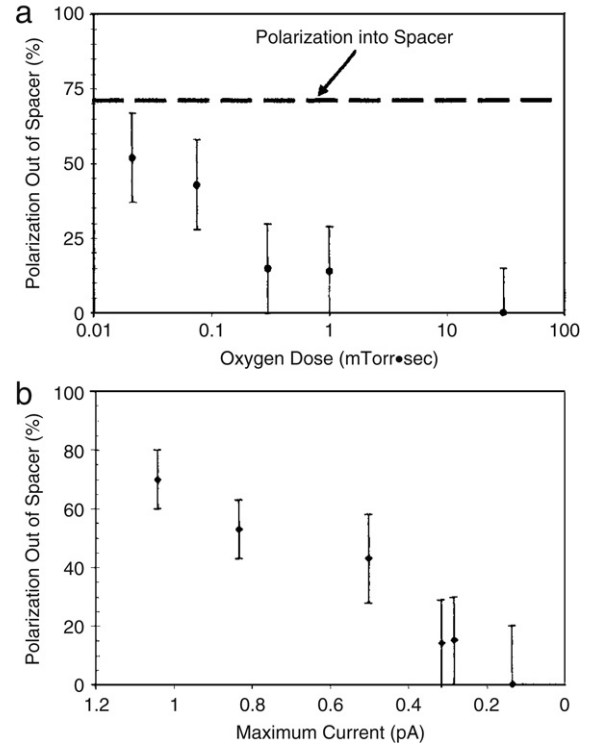 a
100
Polarization into Spacer
75
50
25
0
Polarization Out of Spacer (%)
0.01 0.1 1 10 100
Oxygen Dose (mTorr•sec)
b
100
80
60
40
20
0
Polarization Out of Spacer (%)
1.2 1 0.8 0.6 0.4 0.2 0
Maximum Current (pA)